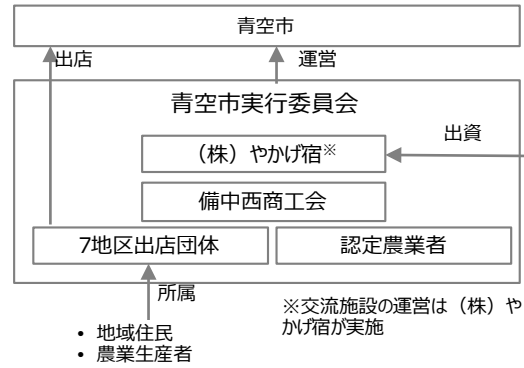 青空市
出店
運営
青空市実行委員会
出資
（株）やかげ宿※
備中西商工会
7地区出店団体
認定農業者
所属
• 地域住民
• 農業生産者
※交流施設の運営は（株）や
かげ宿が実施